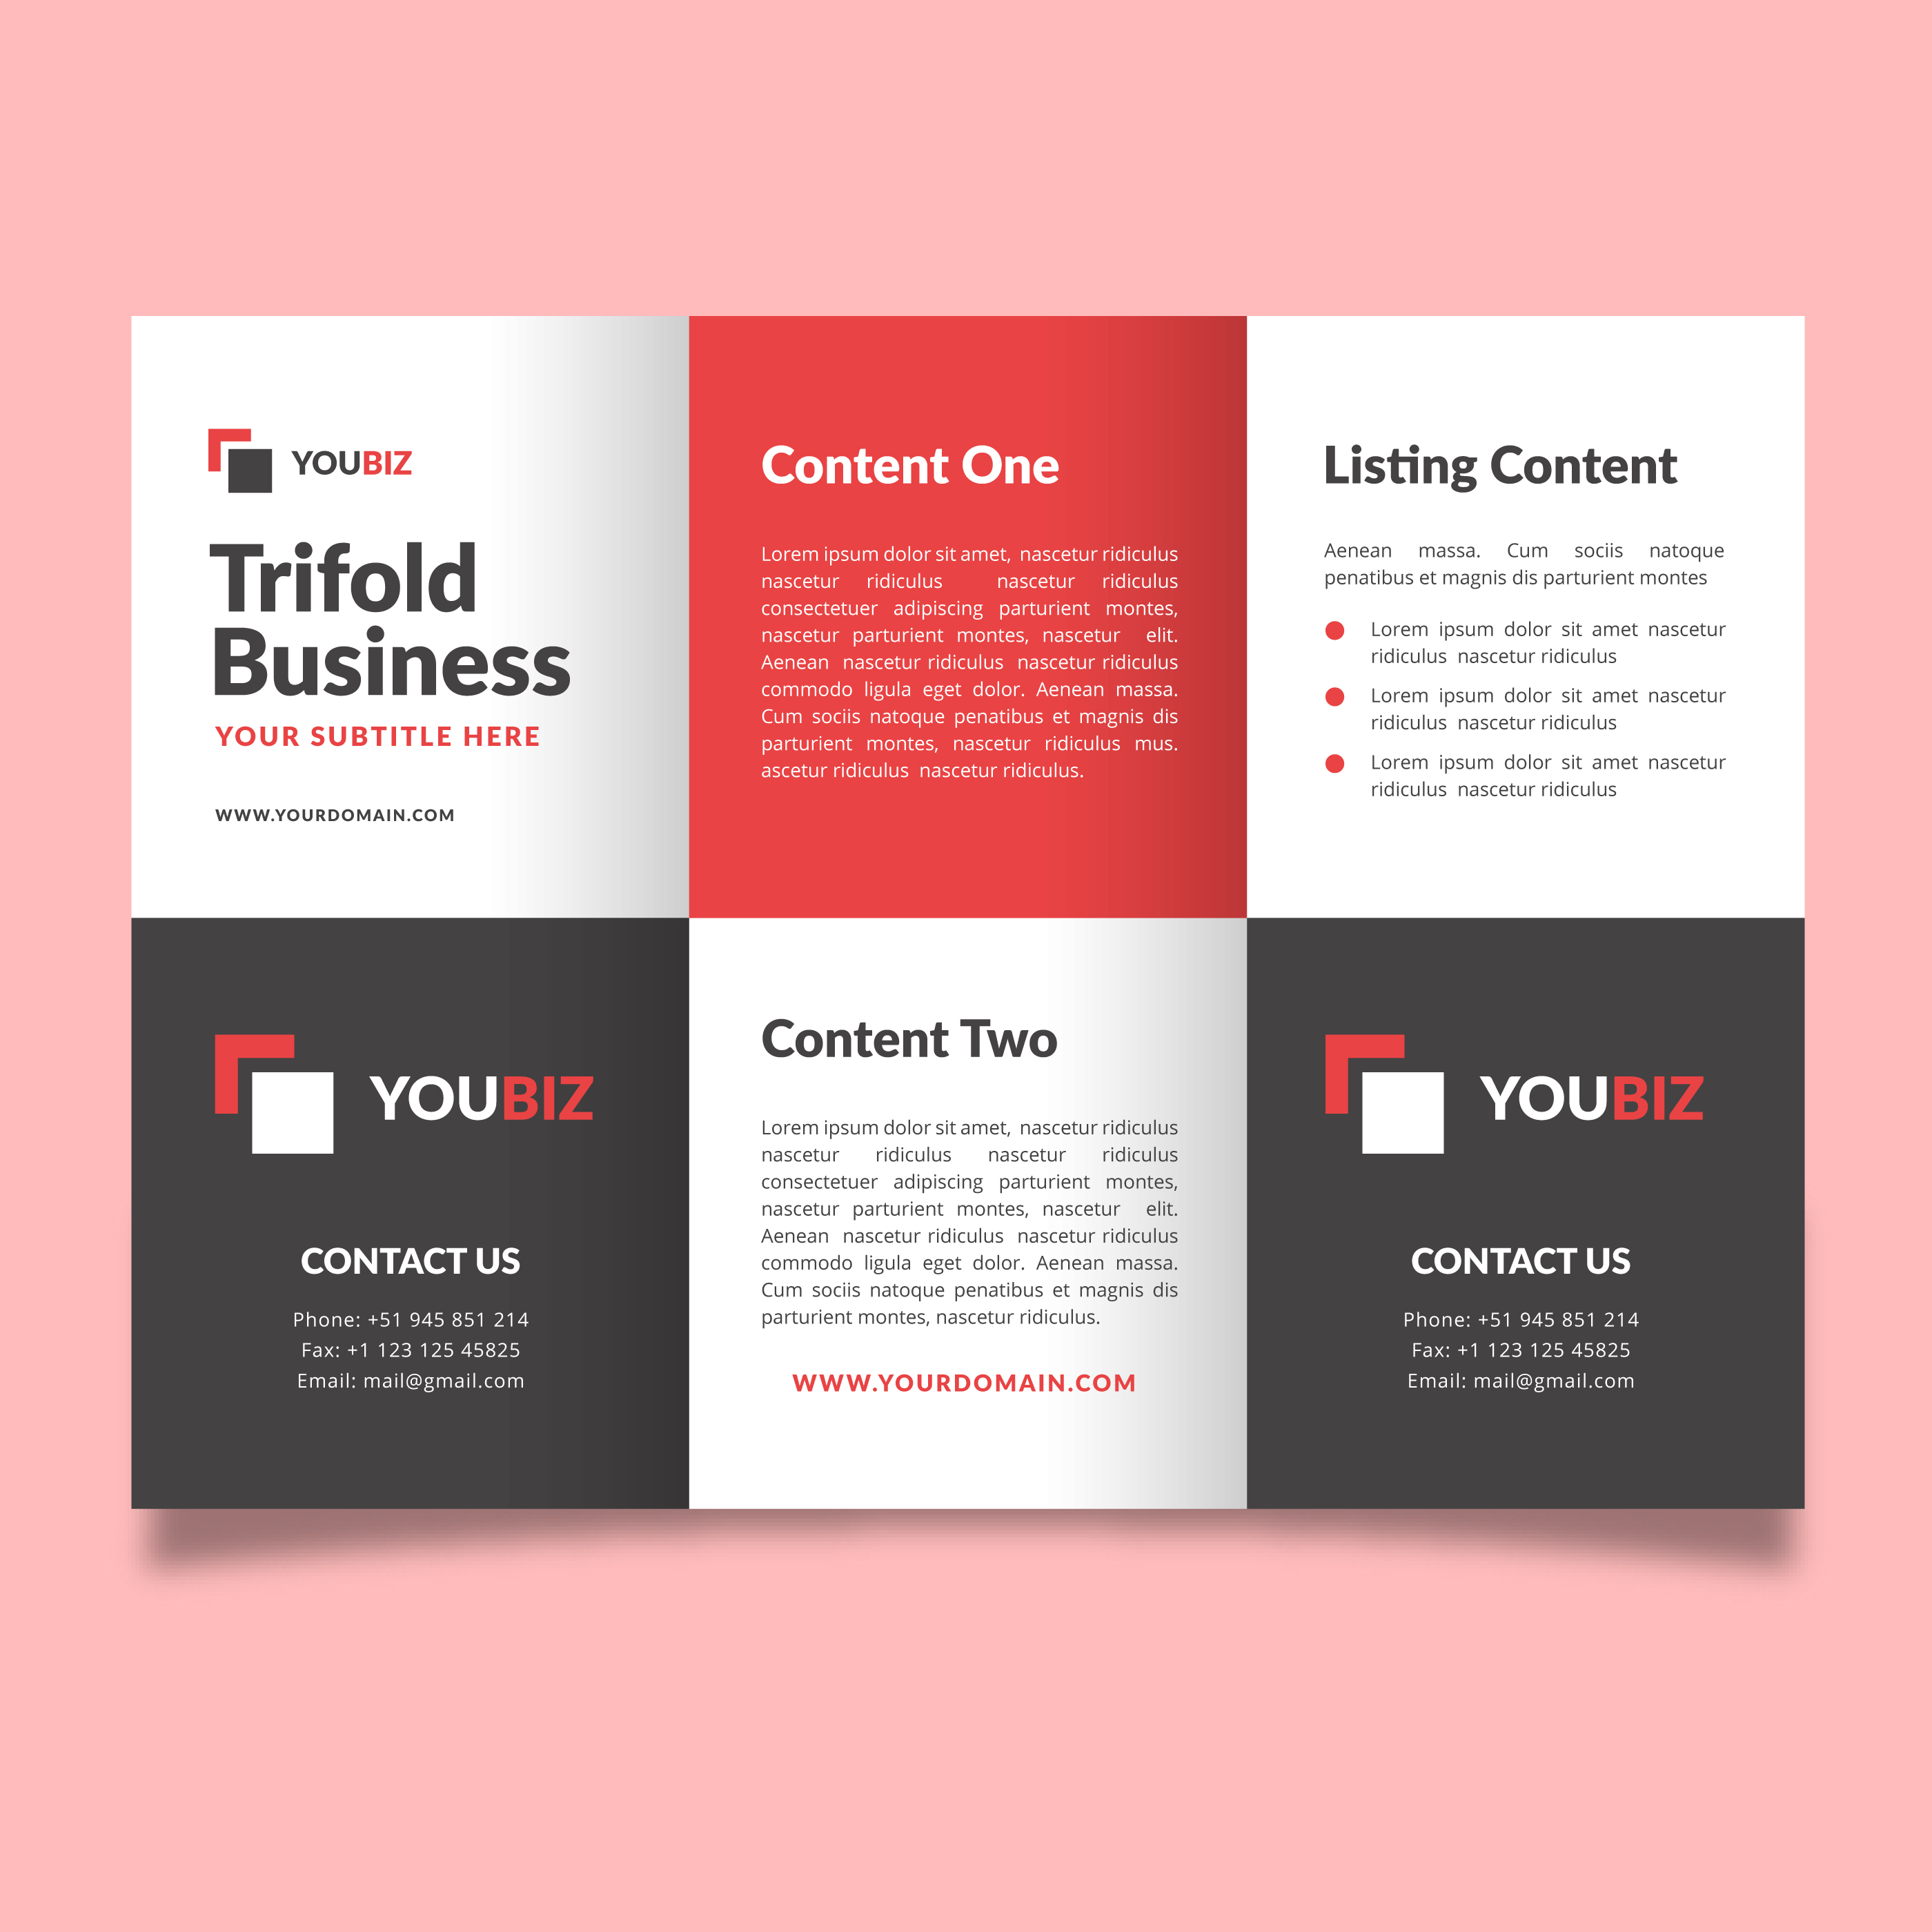 YOUBIZ
Trifold
Business
YOUR SUBTITLE HERE
WWW.YOURDOMAIN.COM
Content One
Lorem ipsum dolor sit amet, nascetur ridiculus
nascetur ridiculus nascetur ridiculus
consectetuer adipiscing parturient montes,
nascetur parturient montes, nascetur elit.
Aenean nascetur ridiculus nascetur ridiculus
commodo ligula eget dolor. Aenean massa.
Cum sociis natoque penatibus et magnis dis
parturient montes, nascetur ridiculus mus.
ascetur ridiculus nascetur ridiculus.
Listing Content
Aenean massa. Cum sociis natoque
penatibus et magnis dis parturient montes
Lorem ipsum dolor sit amet nascetur
ridiculus nascetur ridiculus
Lorem ipsum dolor sit amet nascetur
ridiculus nascetur ridiculus
Lorem ipsum dolor sit amet nascetur
ridiculus nascetur ridiculus
YOUBIZ
CONTACT US
Phone: +51 945 851 214
Fax: +1 123 125 45825
Email: mail@gmail.com
Content Two
Lorem ipsum dolor sit amet, nascetur ridiculus
nascetur ridiculus nascetur ridiculus
consectetuer adipiscing parturient montes,
nascetur parturient montes, nascetur elit.
Aenean nascetur ridiculus nascetur ridiculus
commodo ligula eget dolor. Aenean massa.
Cum sociis natoque penatibus et magnis dis
parturient montes, nascetur ridiculus.
WWW.YOURDOMAIN.COM
YOUBIZ
CONTACT US
Phone: +51 945 851 214
Fax: +1 123 125 45825
Email: mail@gmail.com